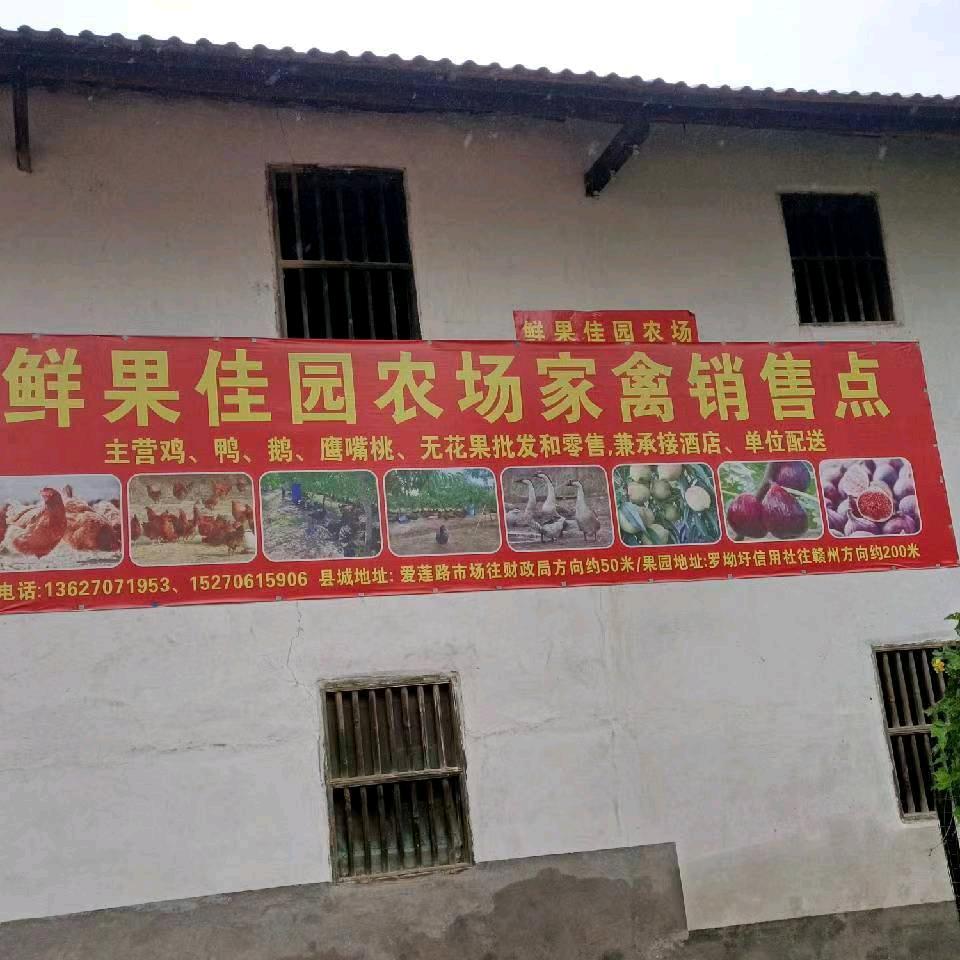 鲜果佳园农场
鲜果佳园农场家禽销售点
主营鸡、鸭、鹅、鹰嘴桃、无花果批发和零售,兼承接酒店、单位配送
电话:13627071953、15270615906 县城地址: 爱莲路市场往财政局方向约50米/果园地址:罗坳圩信用社往赣州方向约200米